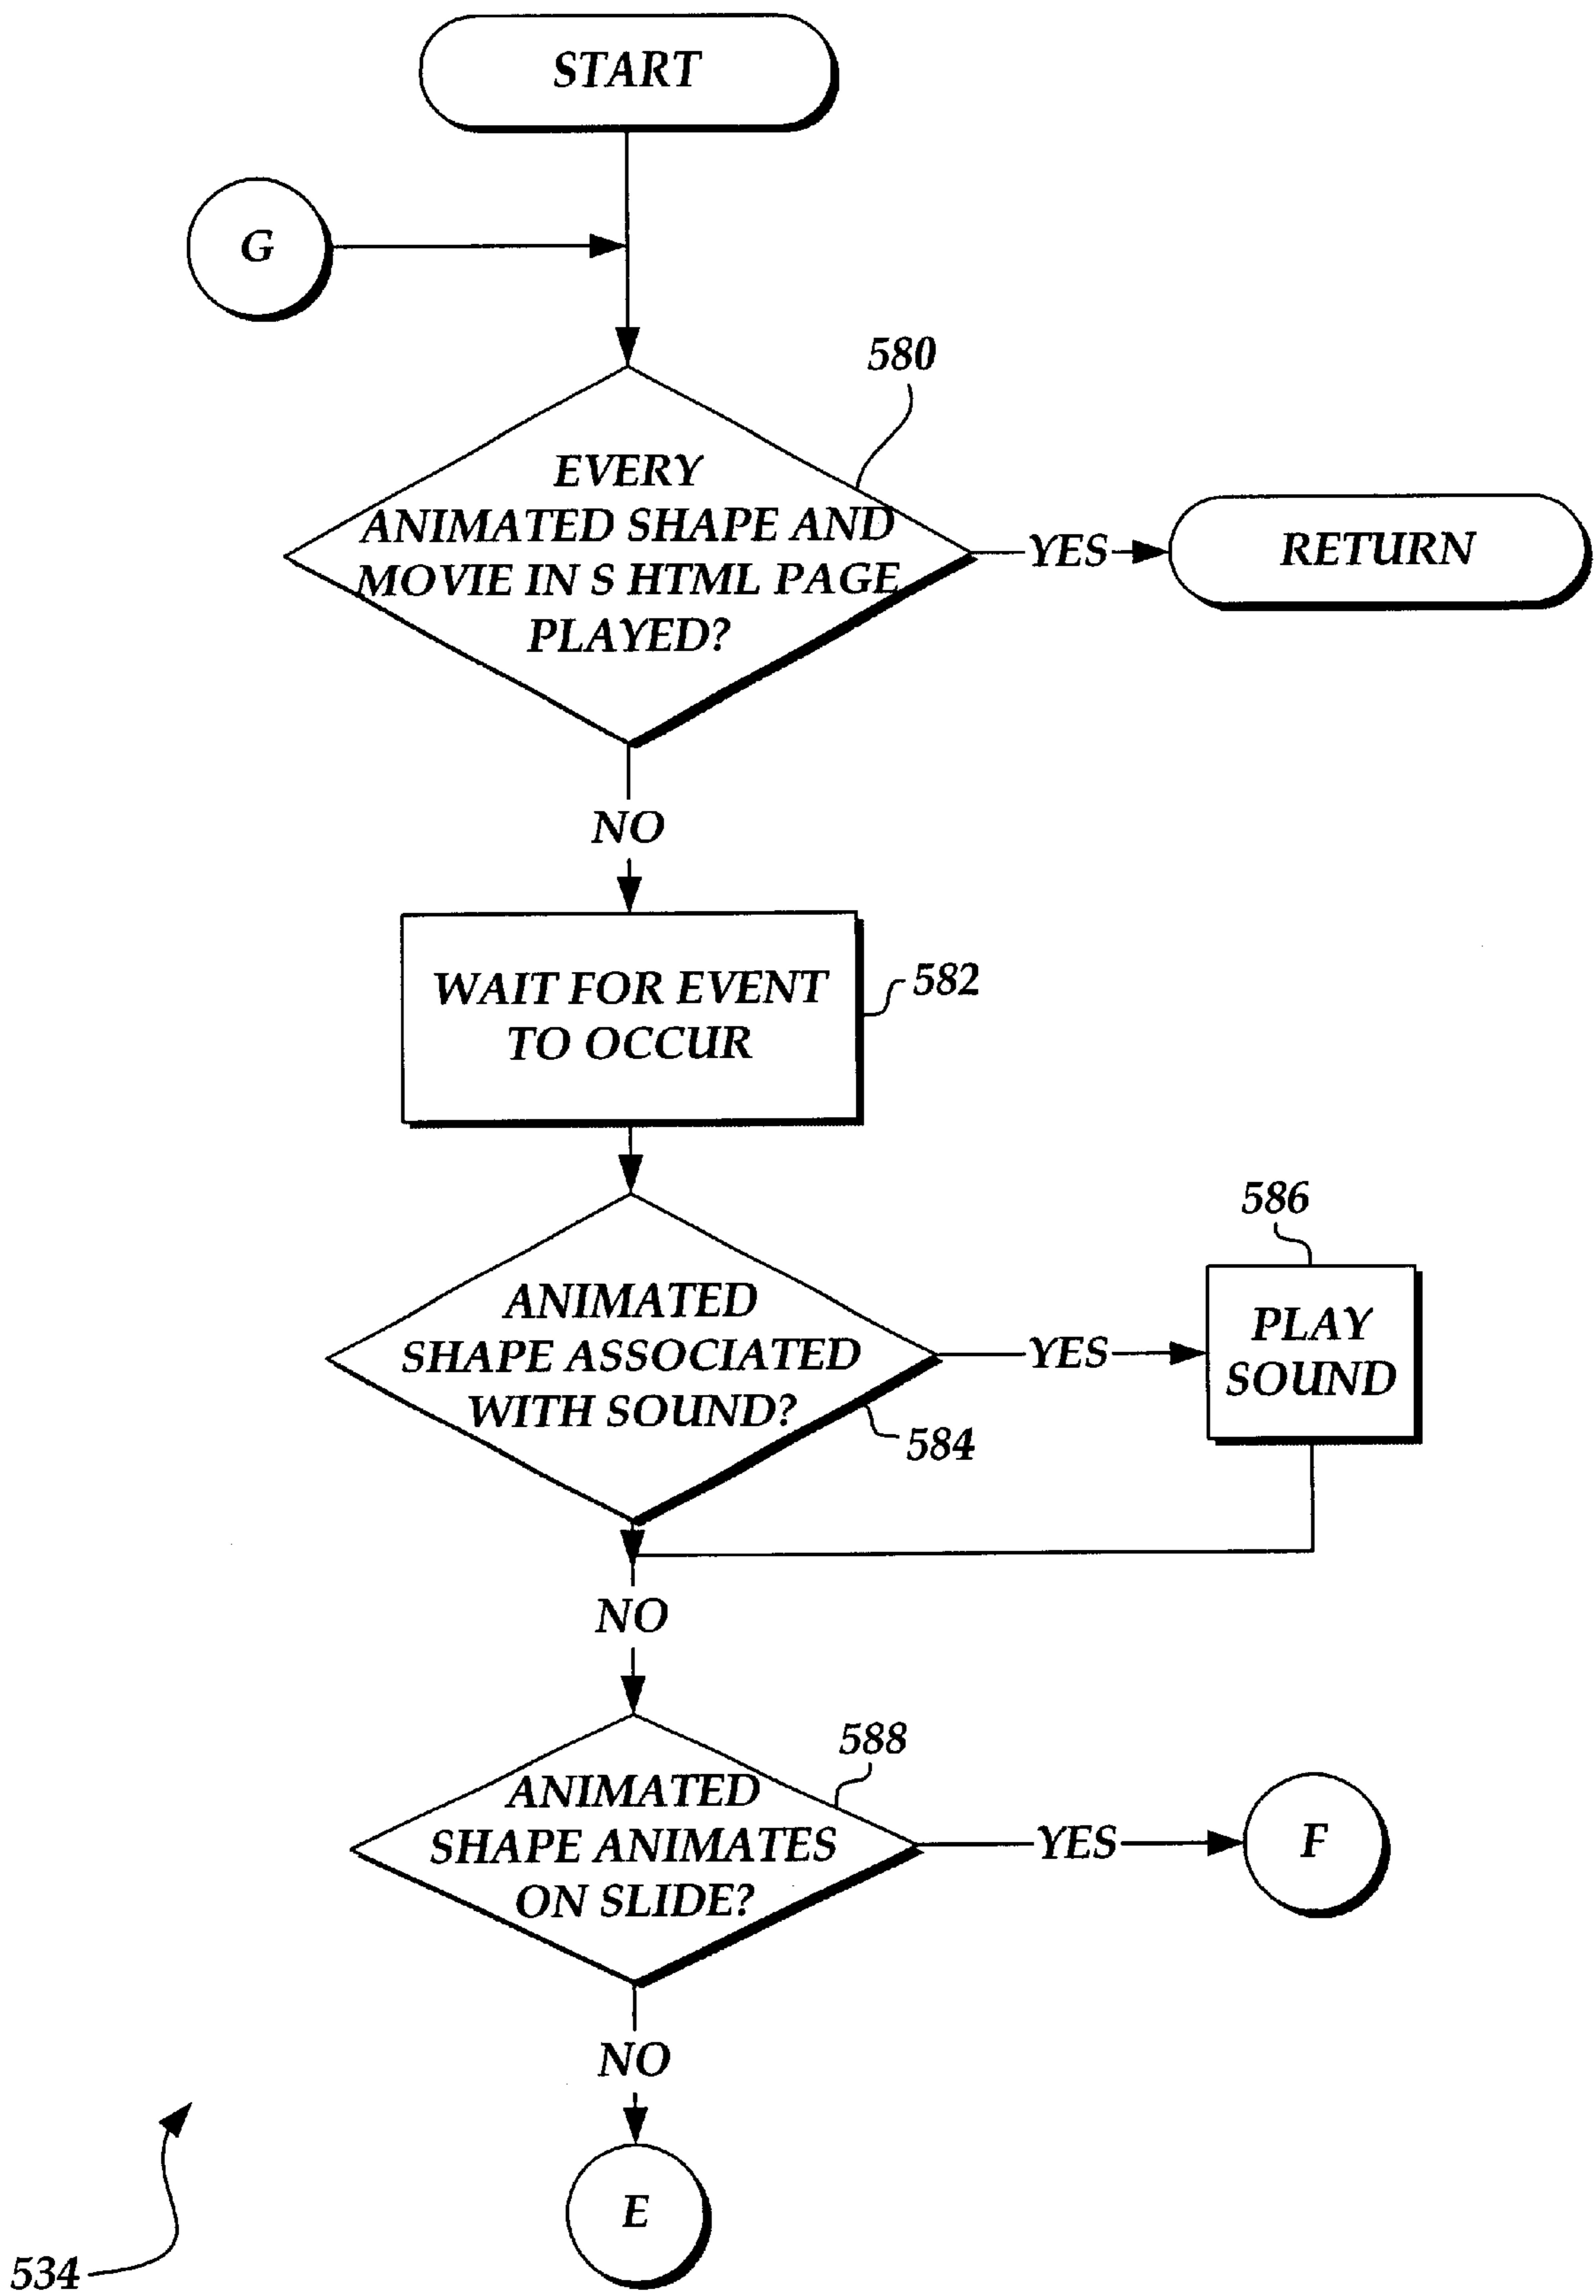 START
G
580
EVERY
ANIMATED SHAPE AND
MOVIE IN S HTML PAGE
PLAYED?
YES
RETURN
NO
WAIT FOR EVENT
TO OCCUR
582
586
ANIMATED
SHAPE ASSOCIATED
WITH SOUND?
YES
PLAY
SOUND
584
NO
588
ANIMATED
SHAPE ANIMATES
ON SLIDE?
YES
F
NO
E
534